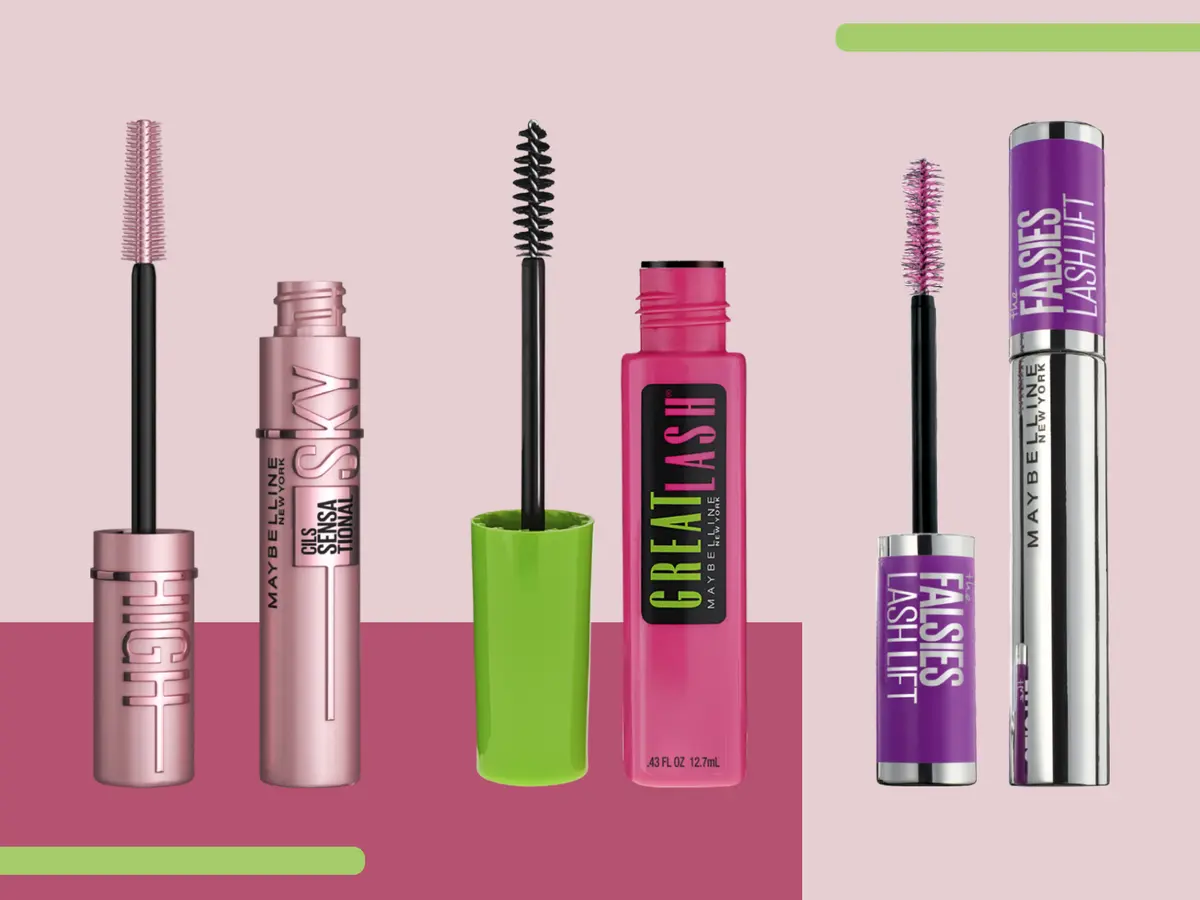 HIGH
SKY
MAYBELLINE
NEW YORK
CILS
SENSA
TIONAL
GREAT LASH®
MAYBELLINE
NEW YORK
.43 FL OZ 12.7mL
the
FALSIES
LASH LIFT
the
FALSIES
LASH LIFT
MAYBELLINE
NEW YORK